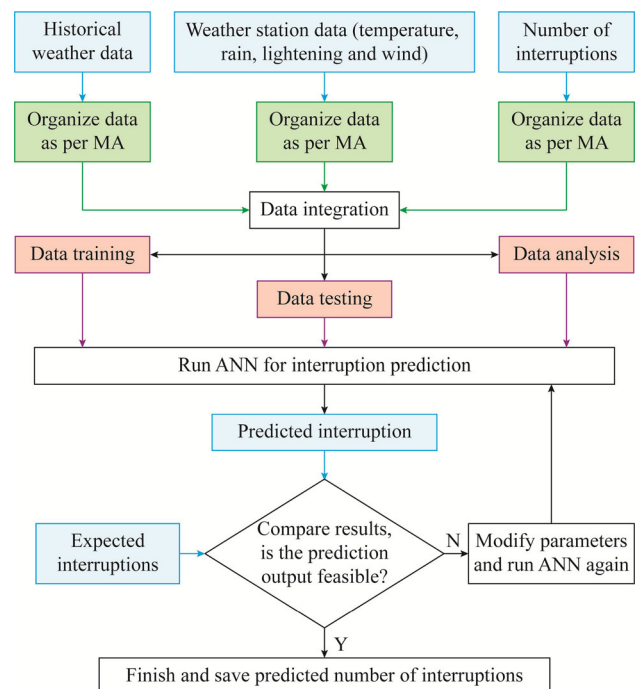 Historical
weather data
Weather station data (temperature,
rain, lightening and wind)
Number of
interruptions
Organize data
as per MA
Organize data
as per MA
Organize data
as per MA
Data integration
Data training
Data testing
Data analysis
Run ANN for interruption prediction
Predicted interruption
Expected
interruptions
Compare results,
is the prediction
output feasible?
N
Modify parameters
and run ANN again
Y
Finish and save predicted number of interruptions